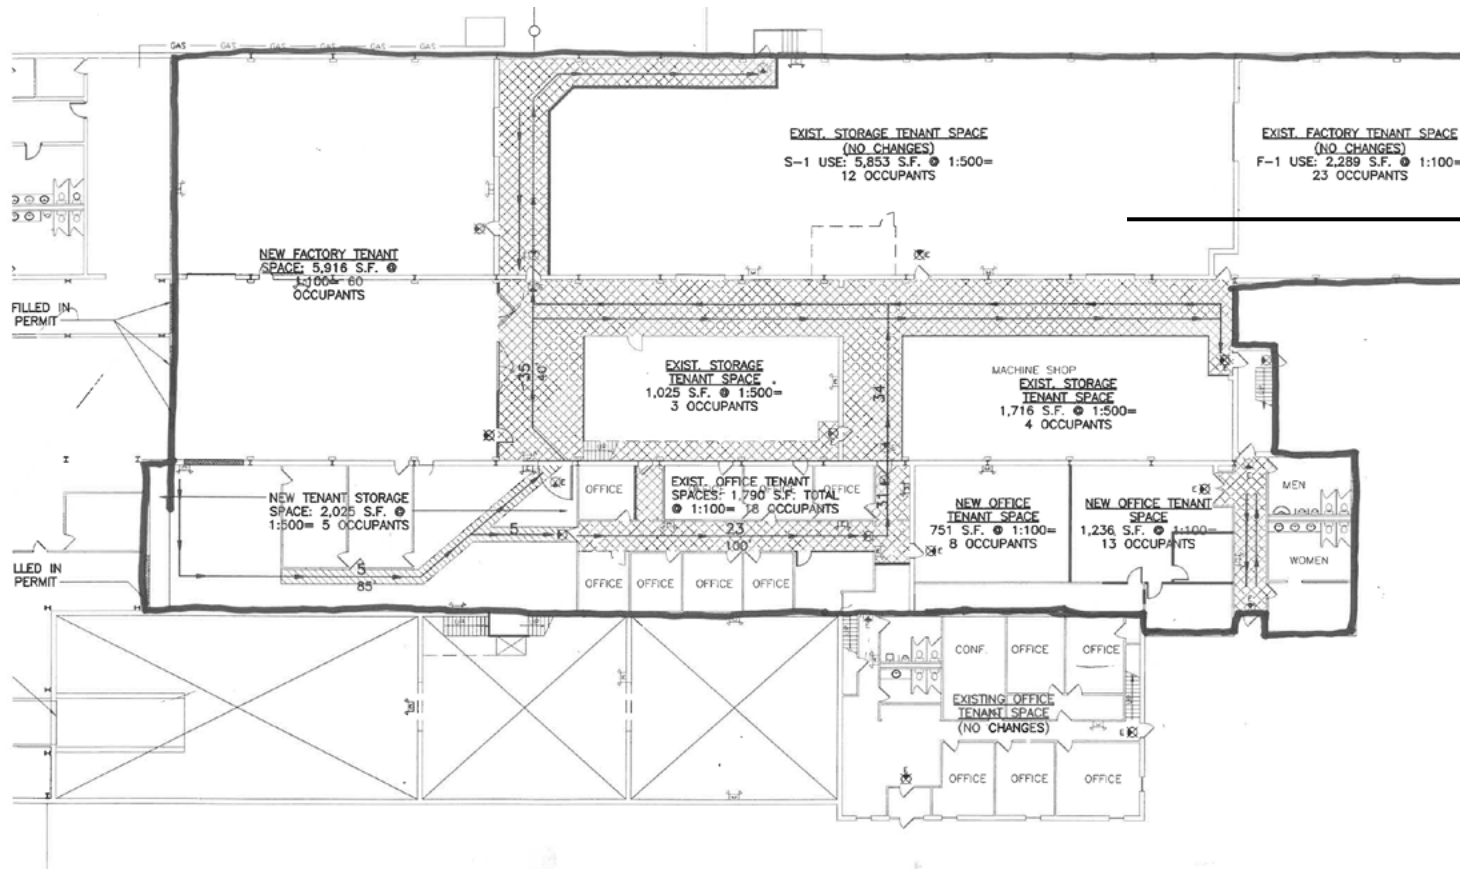 GAS GAS GAS GAS GAS GAS
EXIST. STORAGE TENANT SPACE
(NO CHANGES)
S-1 USE: 5,853 S.F. @ 1:500=
12 OCCUPANTS
EXIST. FACTORY TENANT SPACE
(NO CHANGES)
F-1 USE: 2,289 S.F. @ 1:100=
23 OCCUPANTS
NEW FACTORY TENANT
SPACE: 5,916 S.F. @
1:100= 60
OCCUPANTS
FILLED IN
PERMIT
35
40'
EXIST. STORAGE
TENANT SPACE
1,025 S.F. @ 1:500=
3 OCCUPANTS
34
MACHINE SHOP
EXIST. STORAGE
TENANT SPACE
1,716 S.F. @ 1:500=
4 OCCUPANTS
NEW TENANT STORAGE
SPACE: 2,025 S.F. @
1:500= 5 OCCUPANTS
5
5
85'
OFFICE
EXIST. OFFICE TENANT
SPACES: 1,790 S.F. TOTAL
@ 1:100= 18 OCCUPANTS
OFFICE
31
23
100'
NEW OFFICE
TENANT SPACE
751 S.F. @ 1:100=
8 OCCUPANTS
NEW OFFICE TENANT
SPACE
1,236 S.F. @ 1:100=
13 OCCUPANTS
MEN
WOMEN
LLED IN
PERMIT
OFFICE OFFICE OFFICE OFFICE
CONF. OFFICE OFFICE
EXISTING OFFICE
TENANT SPACE
(NO CHANGES)
OFFICE OFFICE OFFICE